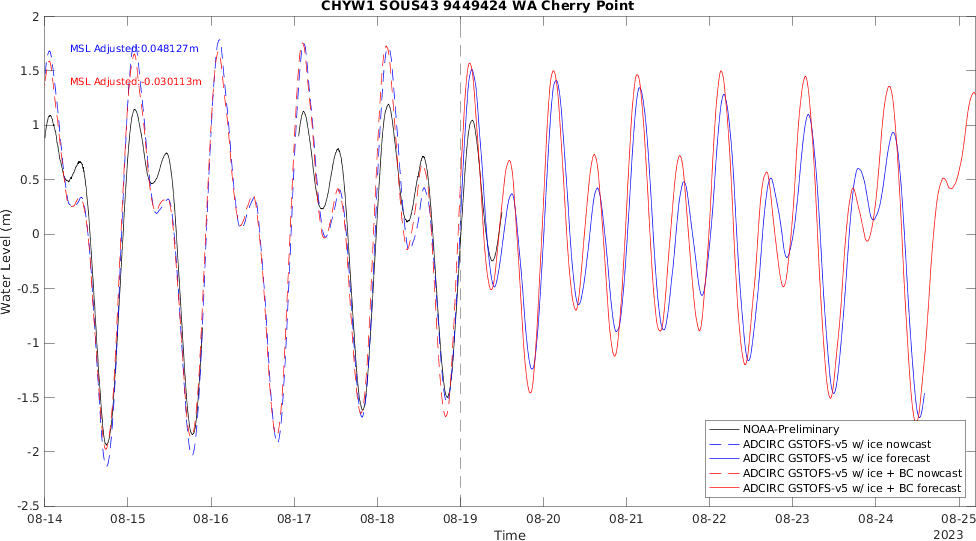 CHYW1 SOUS43 9449424 WA Cherry Point
2
1.5
1
0.5
0
-0.5
-1
-1.5
-2
-2.5
Water Level (m)
MSL Adjusted:0.048127m
MSL Adjusted:-0.030113m
NOAA-Preliminary
ADCIRC GSTOFS-v5 w/ ice nowcast
ADCIRC GSTOFS-v5 w/ ice forecast
ADCIRC GSTOFS-v5 w/ ice + BC nowcast
ADCIRC GSTOFS-v5 w/ ice + BC forecast
08-14 08-15 08-16 08-17 08-18 08-19 08-20 08-21 08-22 08-23 08-24 08-25
Time
2023